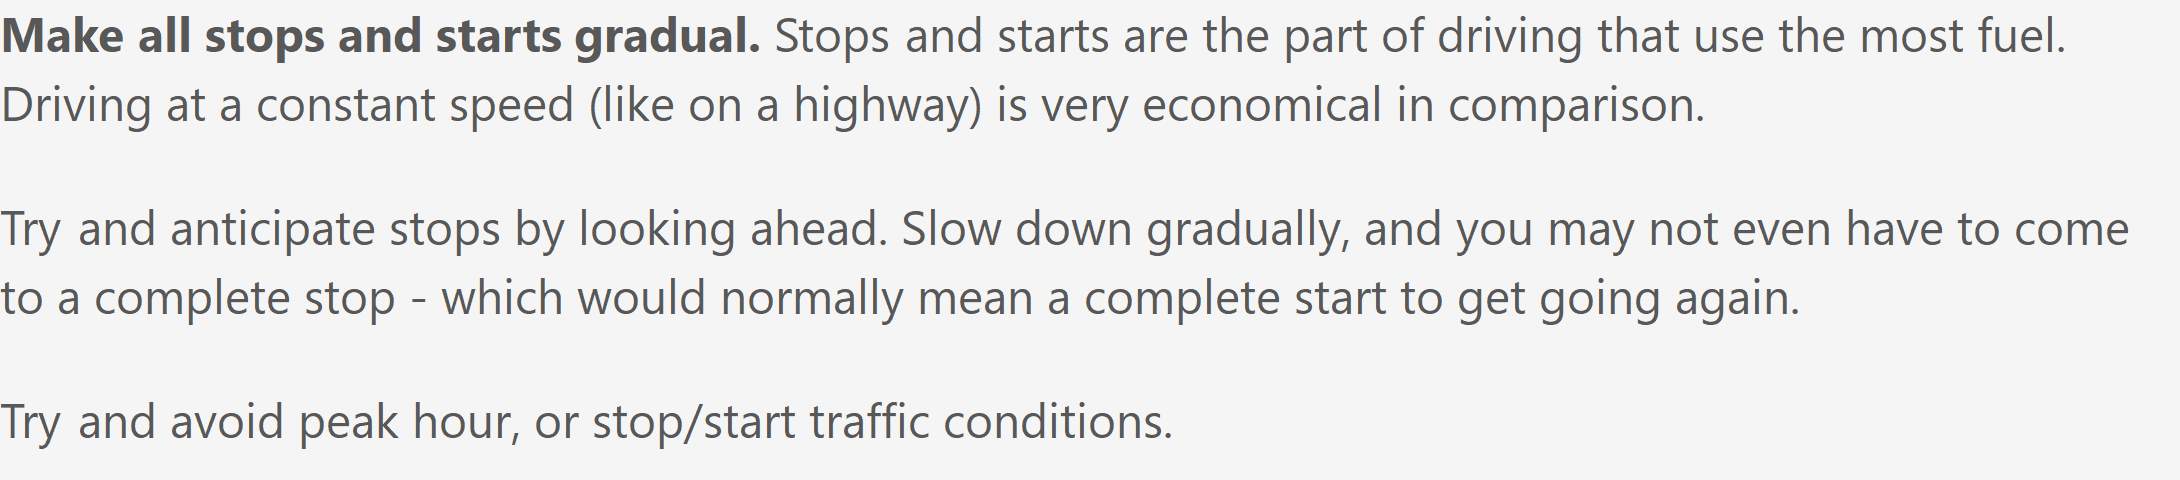 Make all stops and starts gradual. Stops and starts are the part of driving that use the most fuel.
Driving at a constant speed (like on a highway) is very economical in comparison.
Try and anticipate stops by looking ahead. Slow down gradually, and you may not even have to come
to a complete stop - which would normally mean a complete start to get going again.
Try and avoid peak hour, or stop/start traffic conditions.